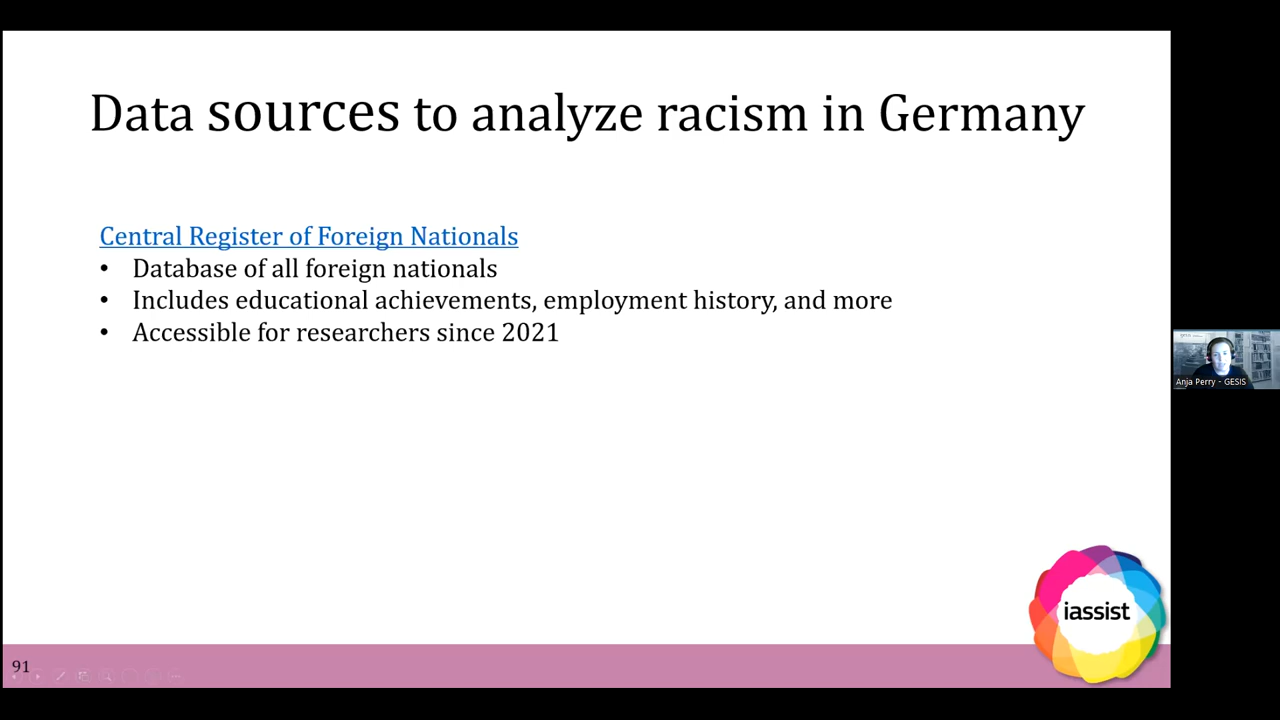 Data sources to analyze racism in Germany
Central Register of Foreign Nationals
• Database of all foreign nationals
• Includes educational achievements, employment history, and more
• Accessible for researchers since 2021
Anja Perry - GESIS
iassist
91